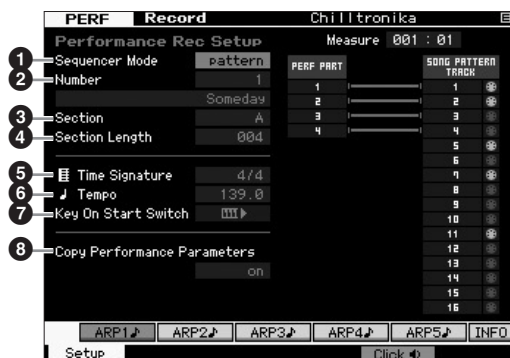 PERF Record Chilltronika
Performance Rec Setup
Measure 001 : 01
1 Sequencer Mode pattern
2 Number 1
Someday
3 Section A
4 Section Length 004
5 Time Signature 4/4
6 Tempo 139.0
7 Key On Start Switch
8 Copy Performance Parameters
on
PERF PART
1
2
3
4
SONG PATTERN
TRACK
1
2
3
4
5
6
7
8
9
10
11
12
13
14
15
16
ARP1♪ ARP2♪ ARP3♪ ARP4♪ ARP5♪ INFO
Setup Click